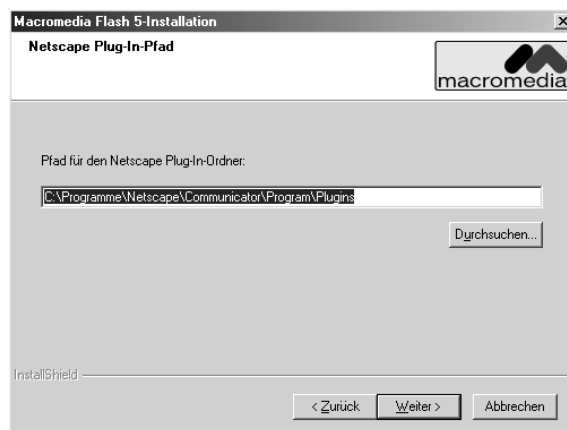 Macromedia Flash 5-Installation
Netscape Plug-In-Pfad
macromedia
Pfad für den Netscape Plug-In-Ordner:
C:\Programme\Netscape\Communicator\Program\Plugins
Durchsuchen...
InstallShield
< Zurück Weiter > Abbrechen